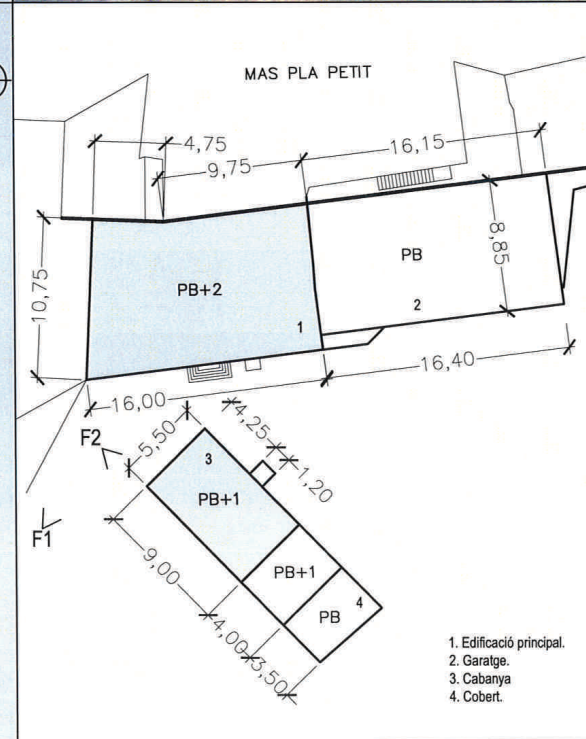 MAS PLA PETIT
4,75
9,75
16,15
10,75
PB+2
1
PB
2
8,85
16,00
16,40
F2
F1
5,50
4,25
1,20
3
PB+1
PB+1
PB
4
9,00
4,00
3,50
1. Edificació principal.
2. Garatge.
3. Cabanya
4. Cobert.